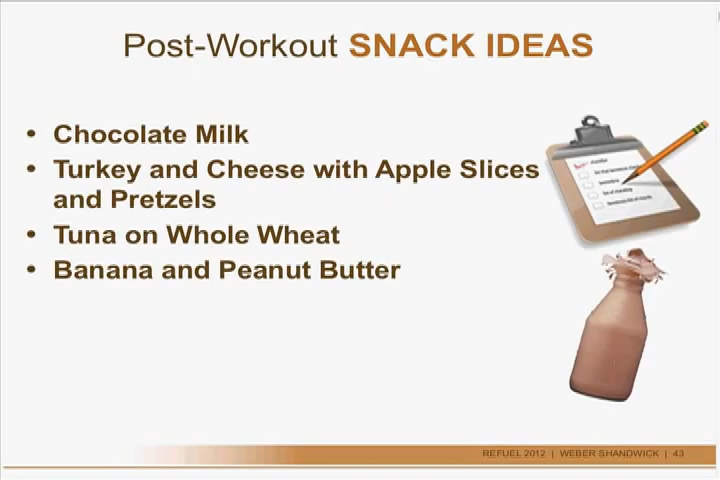 Post-Workout SNACK IDEAS
• Chocolate Milk
• Turkey and Cheese with Apple Slices
and Pretzels
• Tuna on Whole Wheat
• Banana and Peanut Butter
REFUEL 2012 | WEBER SHANDWICK | 43